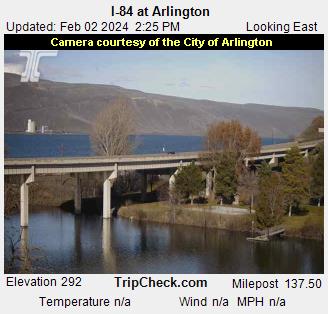 I-84 at Arlington
Updated: Feb 02 2024 2:25 PM Looking East
Camera courtesy of the City of Arlington
Elevation 292 TripCheck.com Milepost 137.50
Temperature n/a Wind n/a MPH n/a